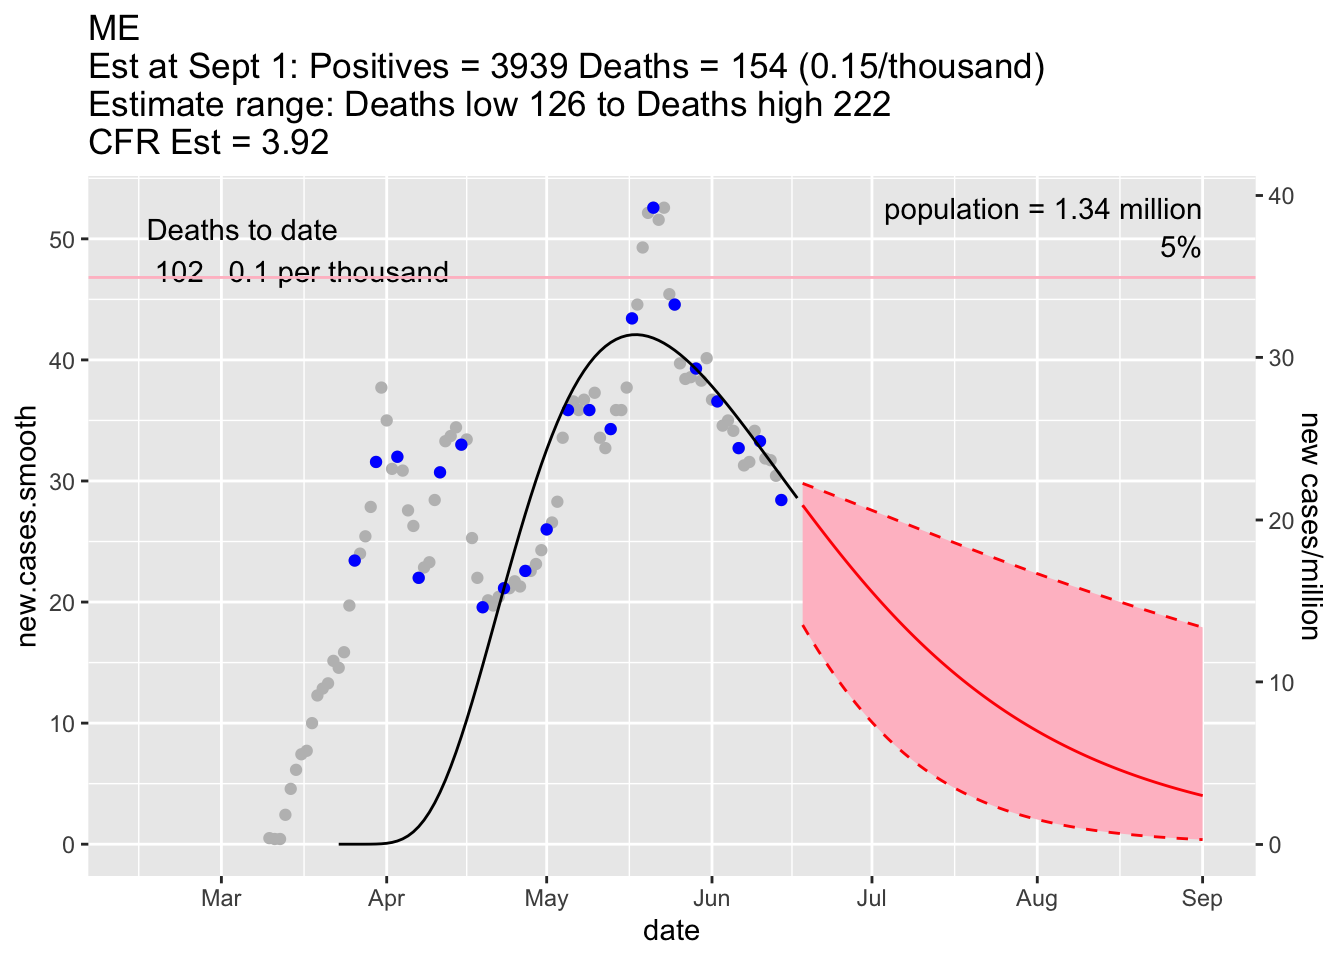 ME
Est at Sept 1: Positives = 3939 Deaths = 154 (0.15/thousand)
Estimate range: Deaths low 126 to Deaths high 222
CFR Est = 3.92
Deaths to date
102 0.1 per thousand
population = 1.34 million
5%
50
40
30
20
10
0
new.cases.smooth
40
30
20
10
0
new cases/million
Mar Apr May Jun Jul Aug Sep
date